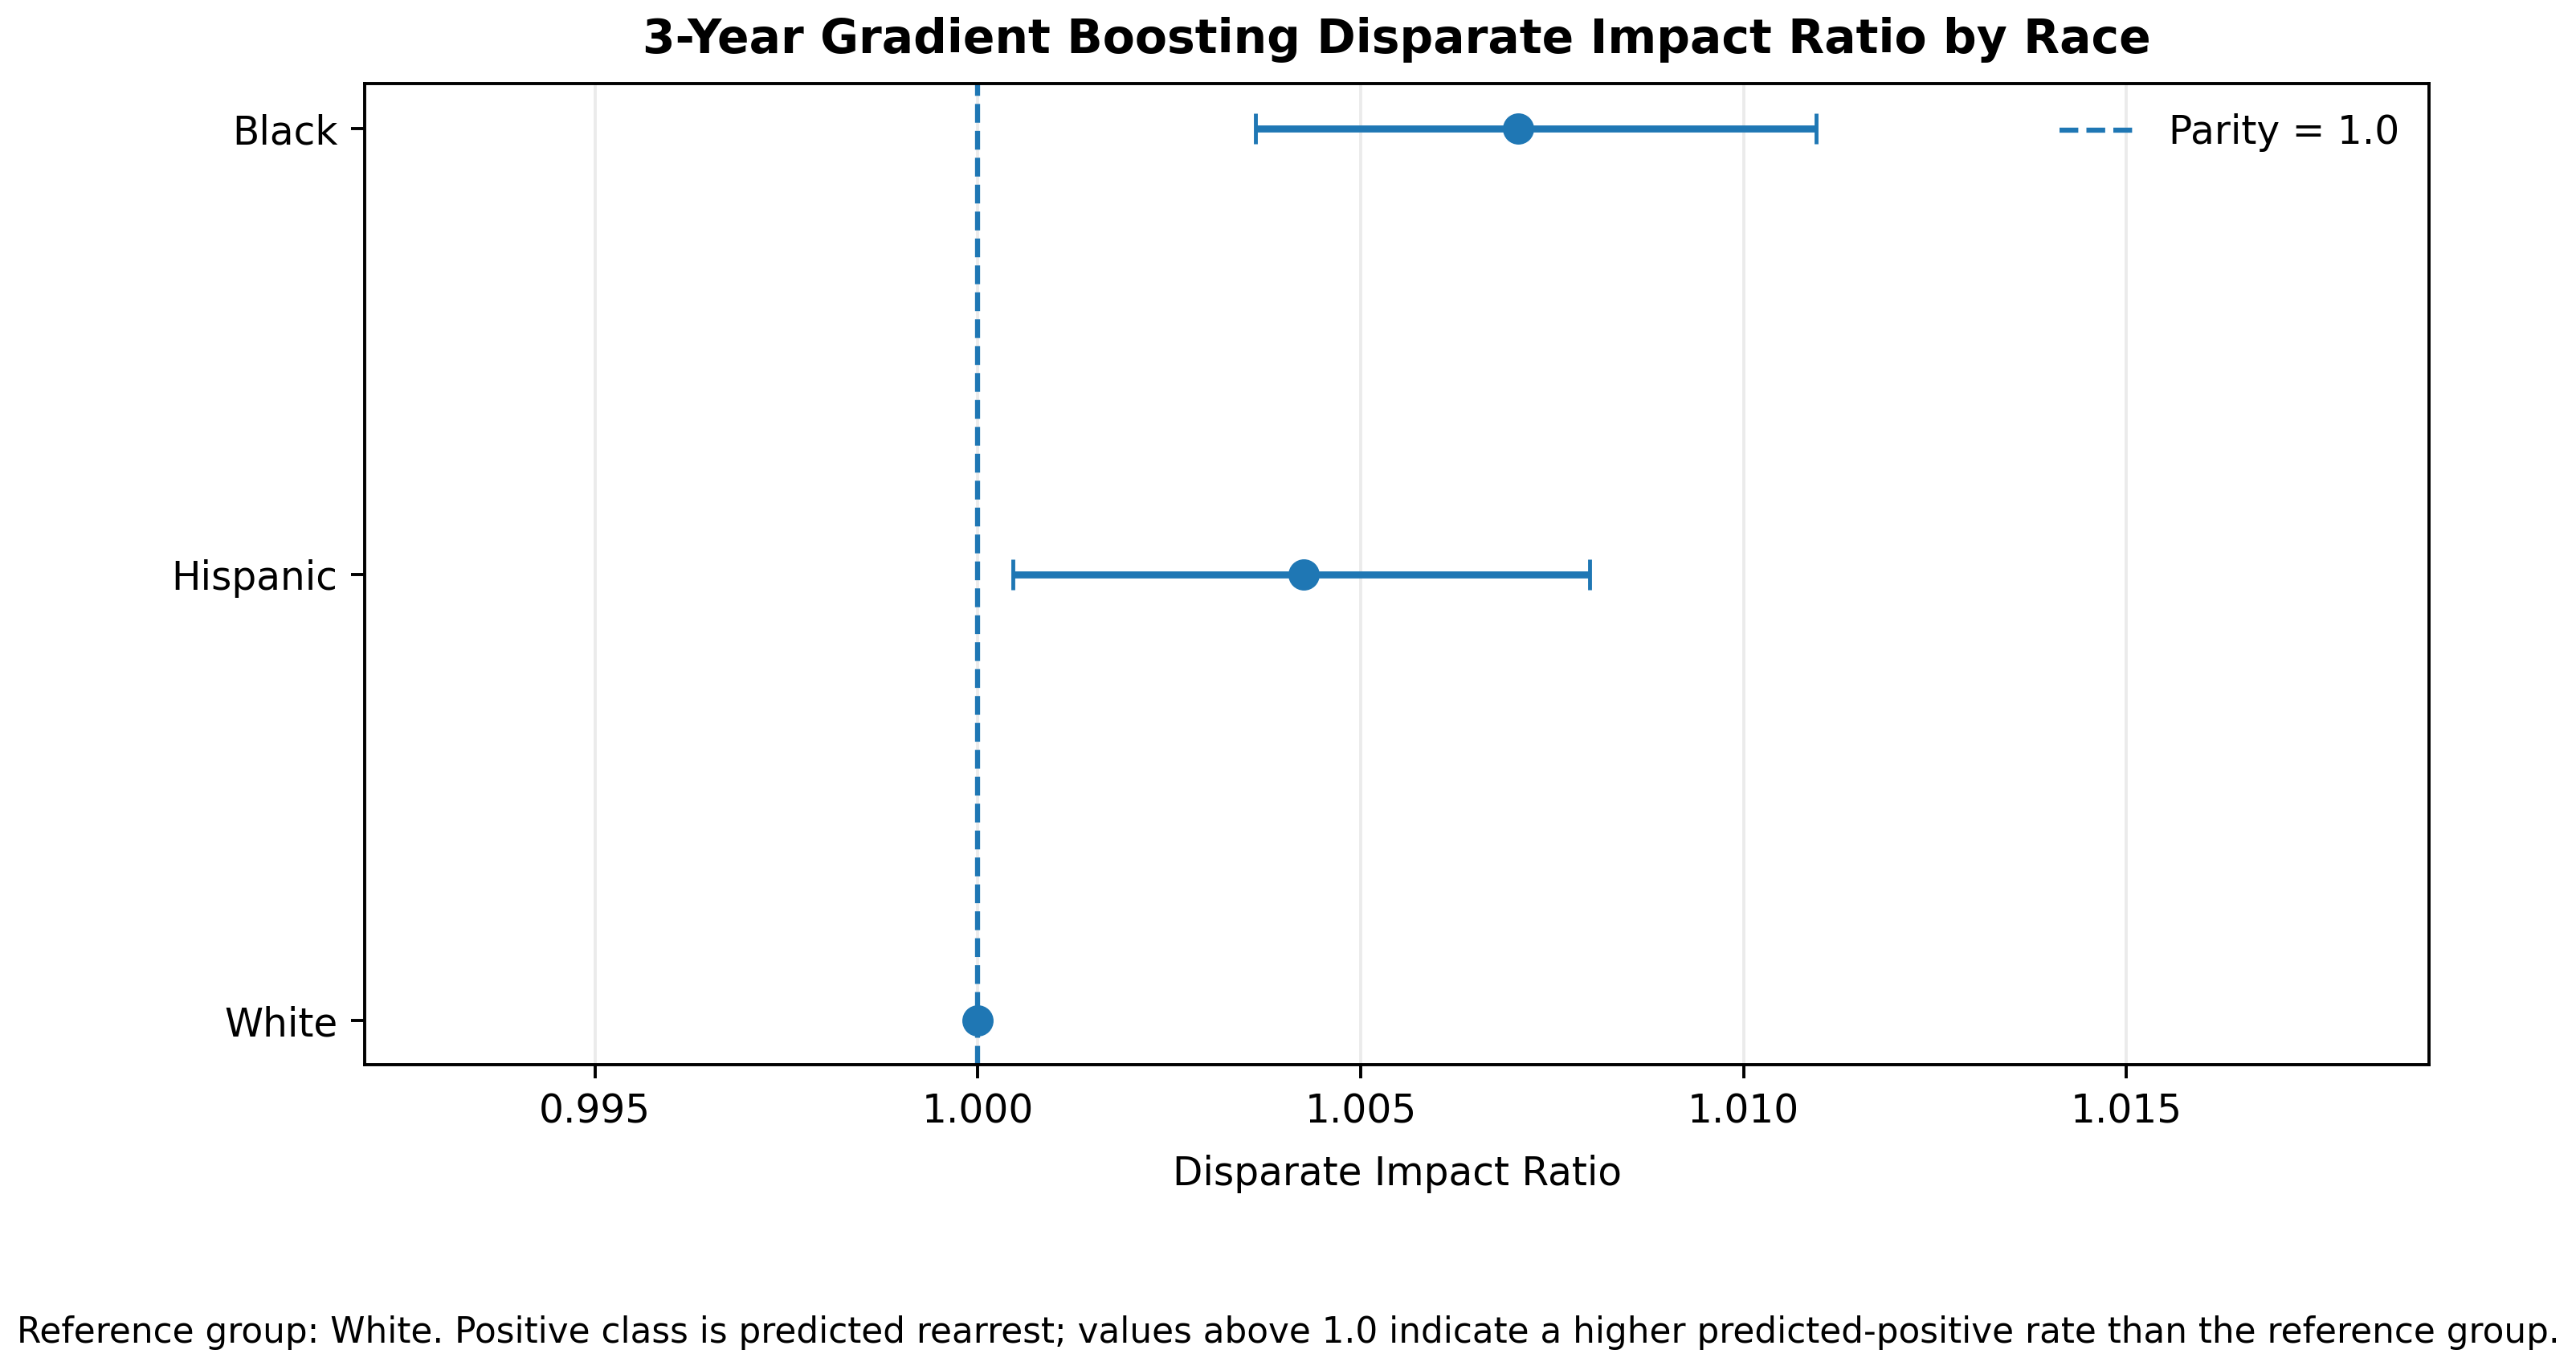 3-Year Gradient Boosting Disparate Impact Ratio by Race
Black
Parity = 1.0
Hispanic
White
0.995
1.000
1.005
1.010
1.015
Disparate Impact Ratio
Reference group: White. Positive class is predicted rearrest; values above 1.0 indicate a higher predicted-positive rate than the reference group.